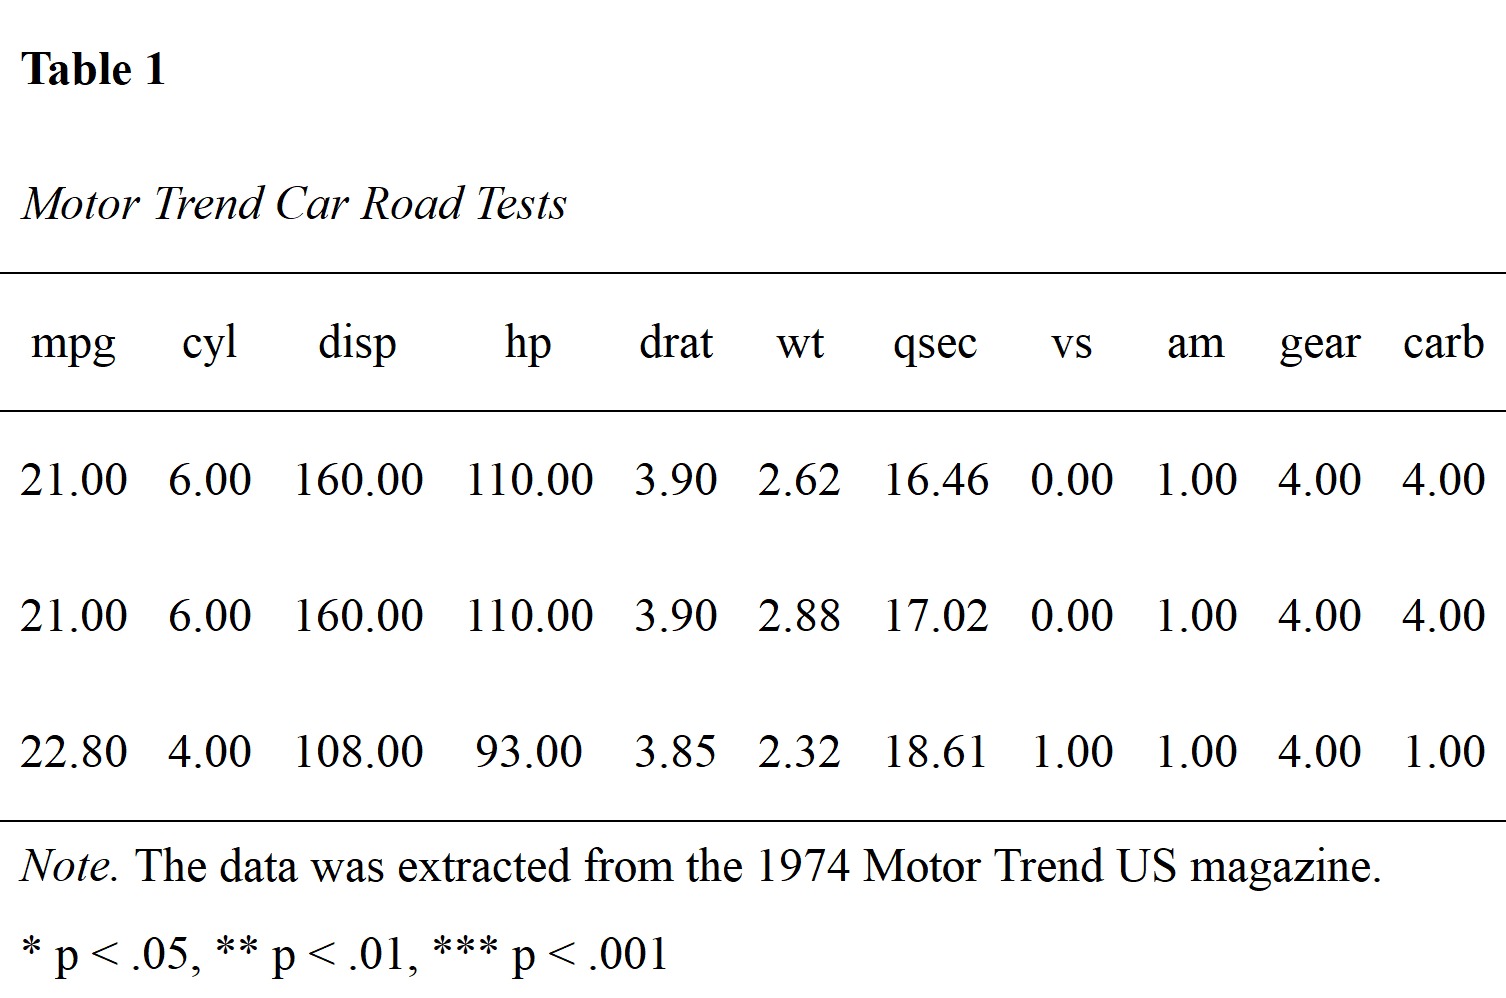 Table 1
Motor Trend Car Road Tests
mpg cyl disp hp drat wt qsec vs am gear carb
21.00 6.00 160.00 110.00 3.90 2.62 16.46 0.00 1.00 4.00 4.00
21.00 6.00 160.00 110.00 3.90 2.88 17.02 0.00 1.00 4.00 4.00
22.80 4.00 108.00 93.00 3.85 2.32 18.61 1.00 1.00 4.00 1.00
Note. The data was extracted from the 1974 Motor Trend US magazine.
* p < .05, ** p < .01, *** p < .001